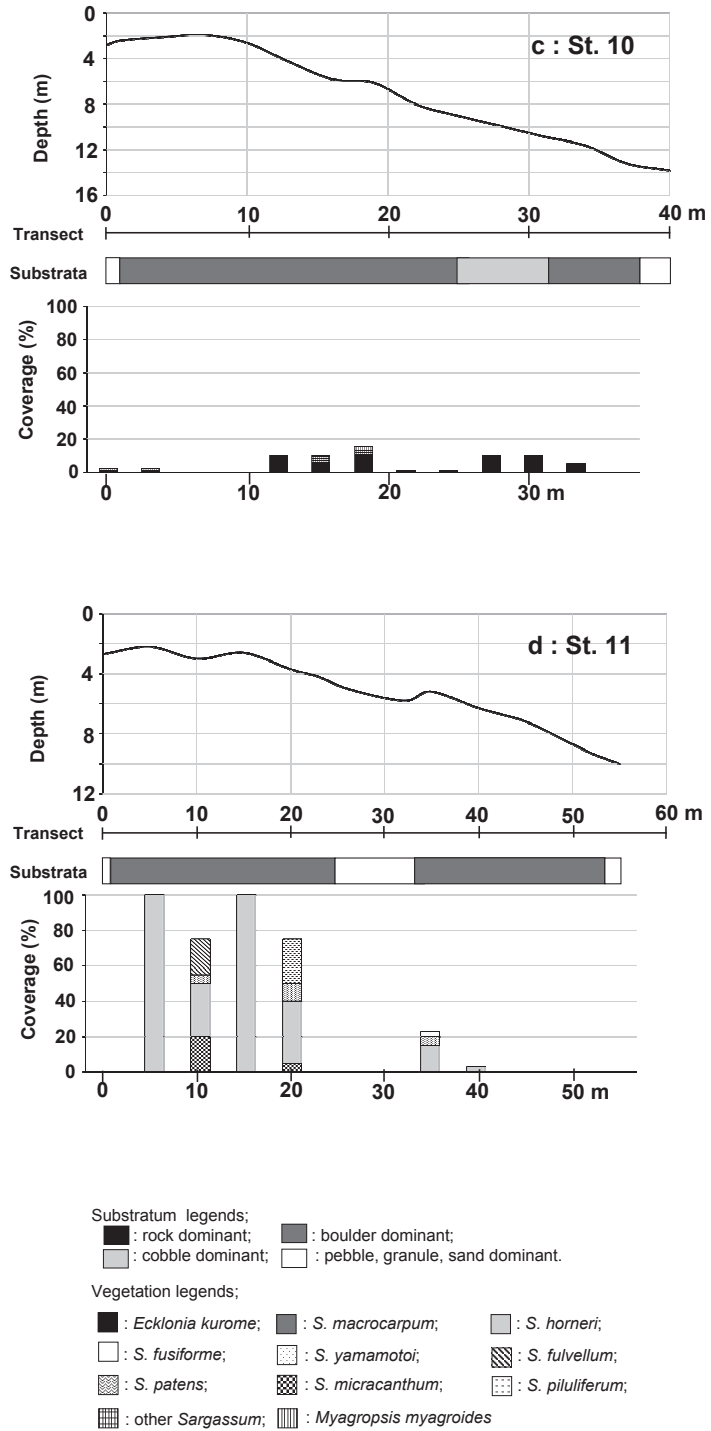 0
4
8
12
16
Depth (m)
c : St. 10
0 10 20 30 40 m
Transect
Substrata
100
80
60
40
20
0
Coverage (%)
0 10 20 30 m
0
4
8
12
Depth (m)
d : St. 11
0 10 20 30 40 50 60 m
Transect
Substrata
100
80
60
40
20
0
Coverage (%)
0 10 20 30 40 50 m
Substratum legends;
: rock dominant; : boulder dominant;
: cobble dominant; : pebble, granule, sand dominant.
Vegetation legends;
: Ecklonia kurome; : S. macrocarpum; : S. horneri;
: S. fusiforme; : S. yamamotoi; : S. fulvellum;
: S. patens; : S. micracanthum; : S. piluliferum;
: other Sargassum; : Myagropsis myagroides